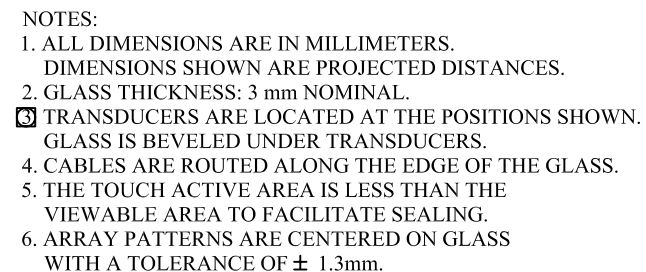 NOTES:
1. ALL DIMENSIONS ARE IN MILLIMETERS.
DIMENSIONS SHOWN ARE PROJECTED DISTANCES.
2. GLASS THICKNESS: 3 mm NOMINAL.
3 TRANSDUCERS ARE LOCATED AT THE POSITIONS SHOWN.
GLASS IS BEVELED UNDER TRANSDUCERS.
4. CABLES ARE ROUTED ALONG THE EDGE OF THE GLASS.
5. THE TOUCH ACTIVE AREA IS LESS THAN THE
VIEWABLE AREA TO FACILITATE SEALING.
6. ARRAY PATTERNS ARE CENTERED ON GLASS
WITH A TOLERANCE OF ± 1.3mm.